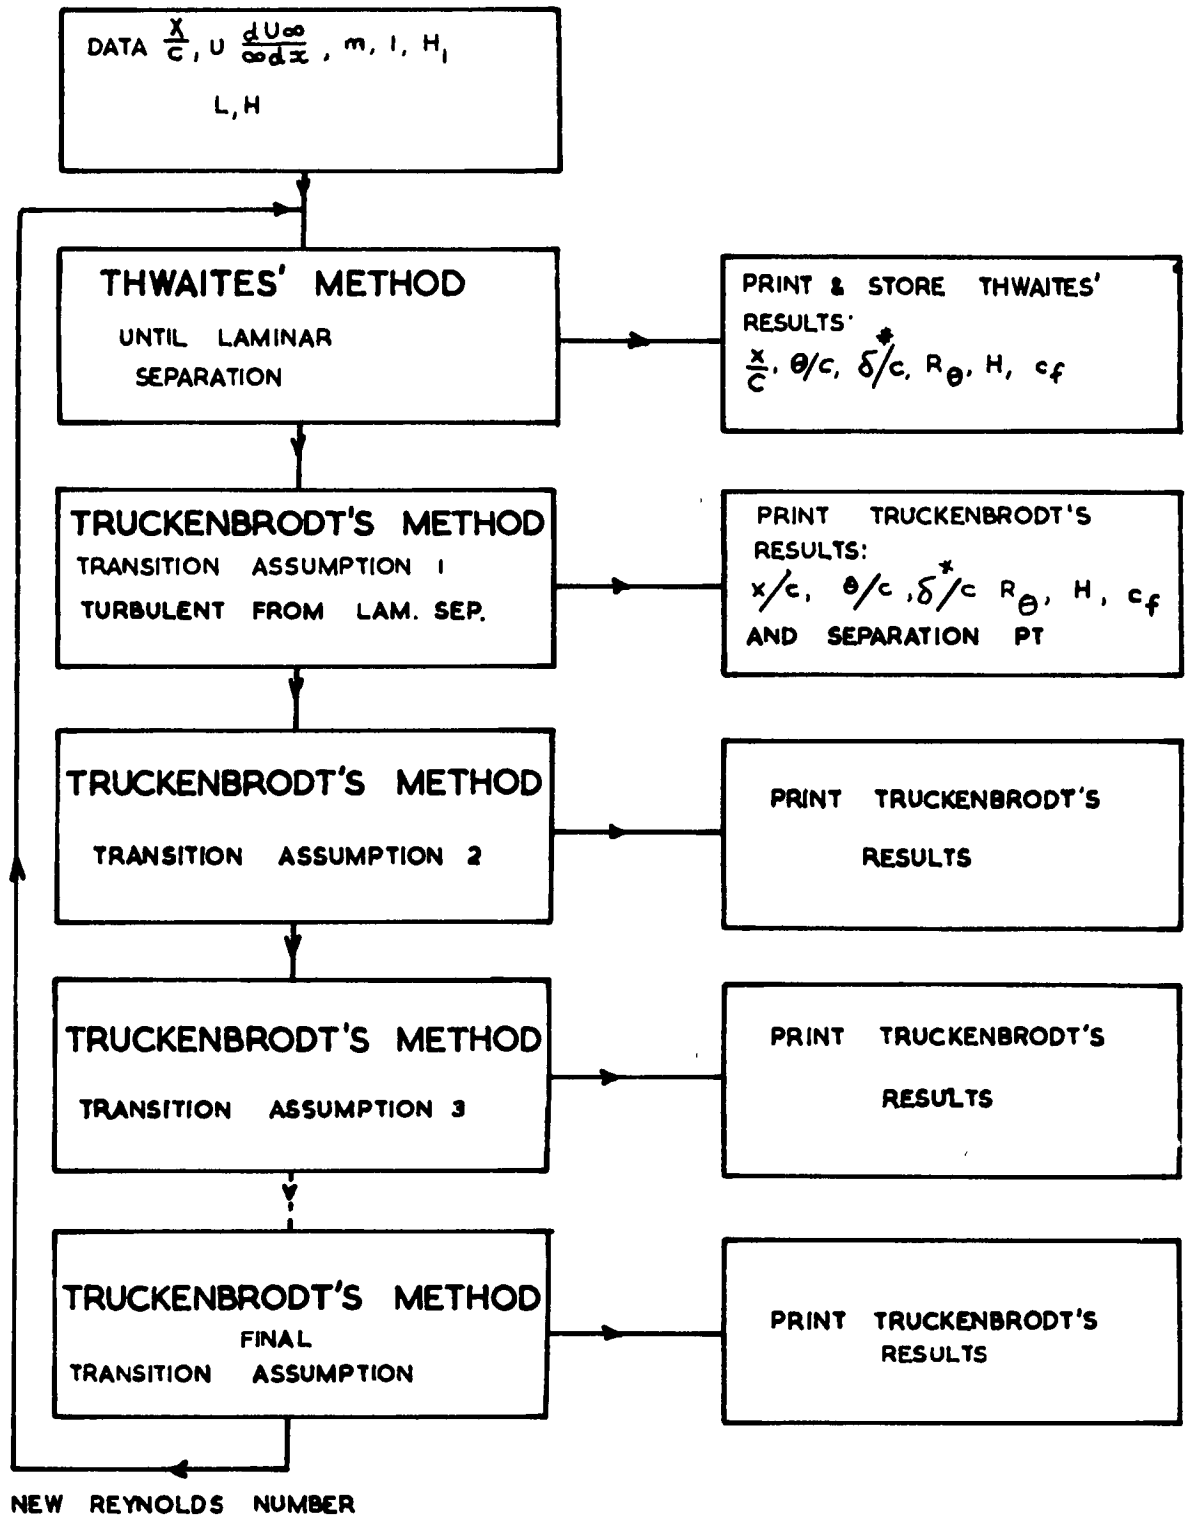 DATA x/c, U dU∞/∞dx, m, l, H₁
L, H
THWAITES' METHOD
UNTIL LAMINAR
SEPARATION
PRINT & STORE THWAITES'
RESULTS·
x/c, θ/c, δ*/c, Rθ, H, cf
TRUCKENBRODT'S METHOD
TRANSITION ASSUMPTION 1
TURBULENT FROM LAM. SEP.
PRINT TRUCKENBRODT'S
RESULTS:
x/c, θ/c, δ*/c Rθ, H, cf
AND SEPARATION PT
TRUCKENBRODT'S METHOD
TRANSITION ASSUMPTION 2
PRINT TRUCKENBRODT'S
RESULTS
TRUCKENBRODT'S METHOD
TRANSITION ASSUMPTION 3
PRINT TRUCKENBRODT'S
RESULTS
TRUCKENBRODT'S METHOD
FINAL
TRANSITION ASSUMPTION
PRINT TRUCKENBRODT'S
RESULTS
NEW REYNOLDS NUMBER